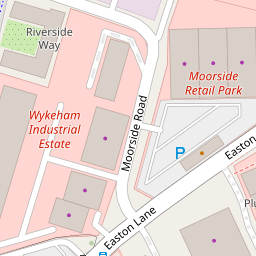 Riverside
Way
Moorside
Retail Park
Wykeham
Industrial
Estate
Moorside Road
P
Easton
Easton Lane
Plu